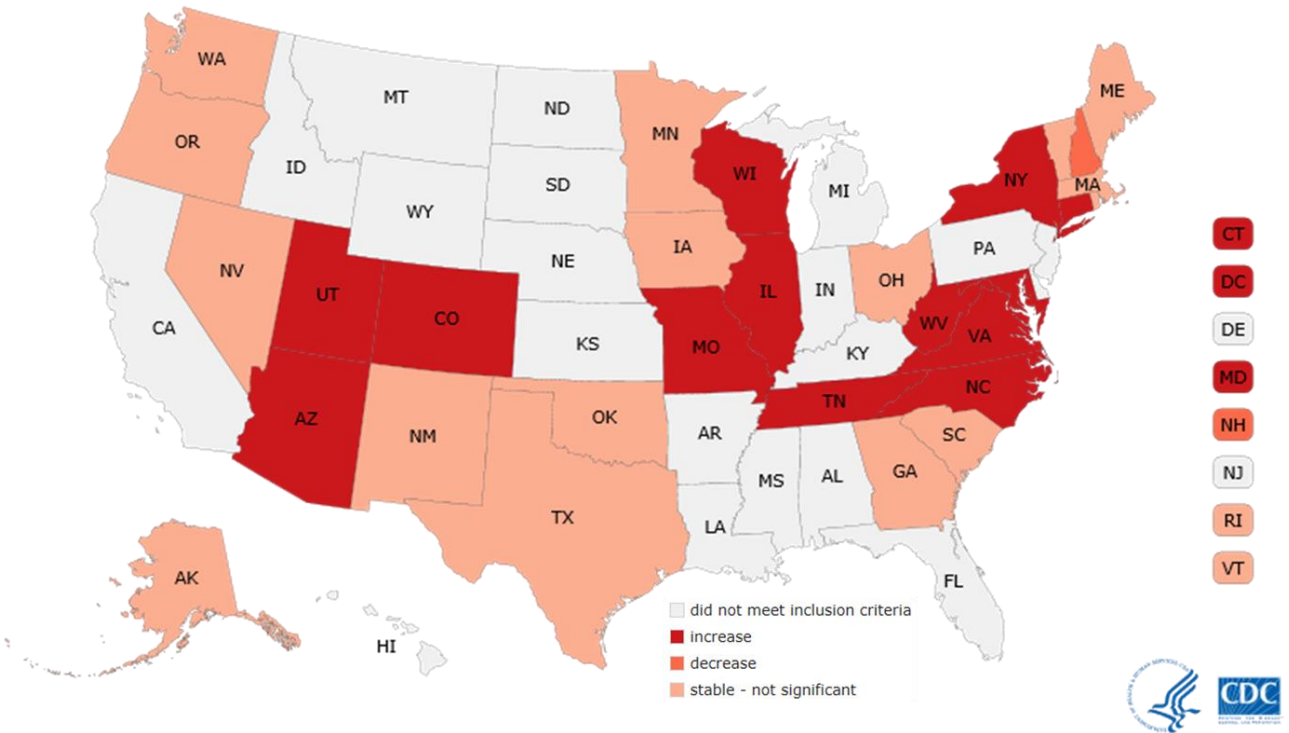 WA
MT
ND
MN
ME
OR
ID
SD
WI
MI
NY
MA
WY
NE
IA
PA
NV
UT
CO
IL
IN
OH
CA
KS
MO
KY
WV
VA
AZ
NM
OK
AR
TN
NC
SC
MS
AL
GA
TX
LA
FL
AK
HI
CT
DC
DE
MD
NH
NJ
RI
VT
did not meet inclusion criteria
increase
decrease
stable - not significant
CDC